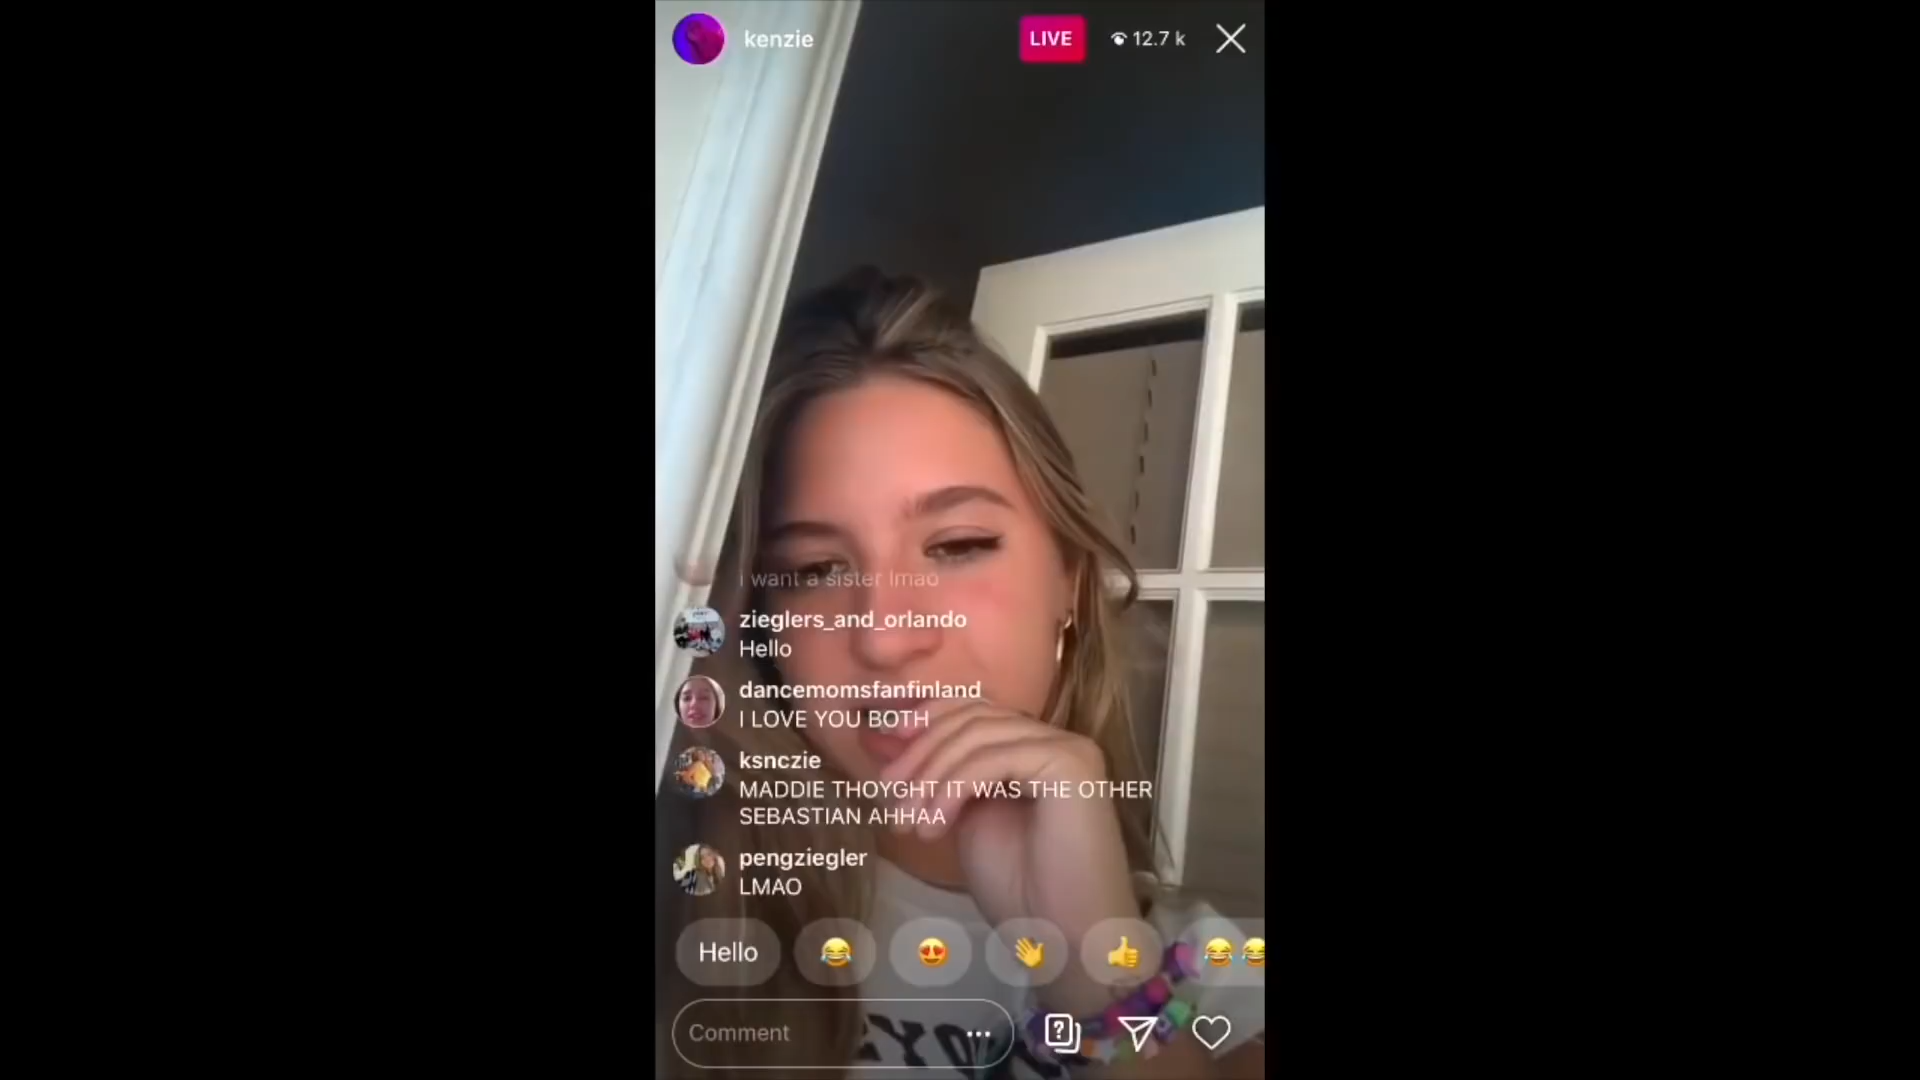 kenzie
LIVE
12.7 k
i want a sister lmao
zieglers_and_orlando
Hello
dancemomsfanfinland
I LOVE YOU BOTH
ksnczie
MADDIE THOYGHT IT WAS THE OTHER
SEBASTIAN AHHAA
pengziegler
LMAO
Hello
Comment